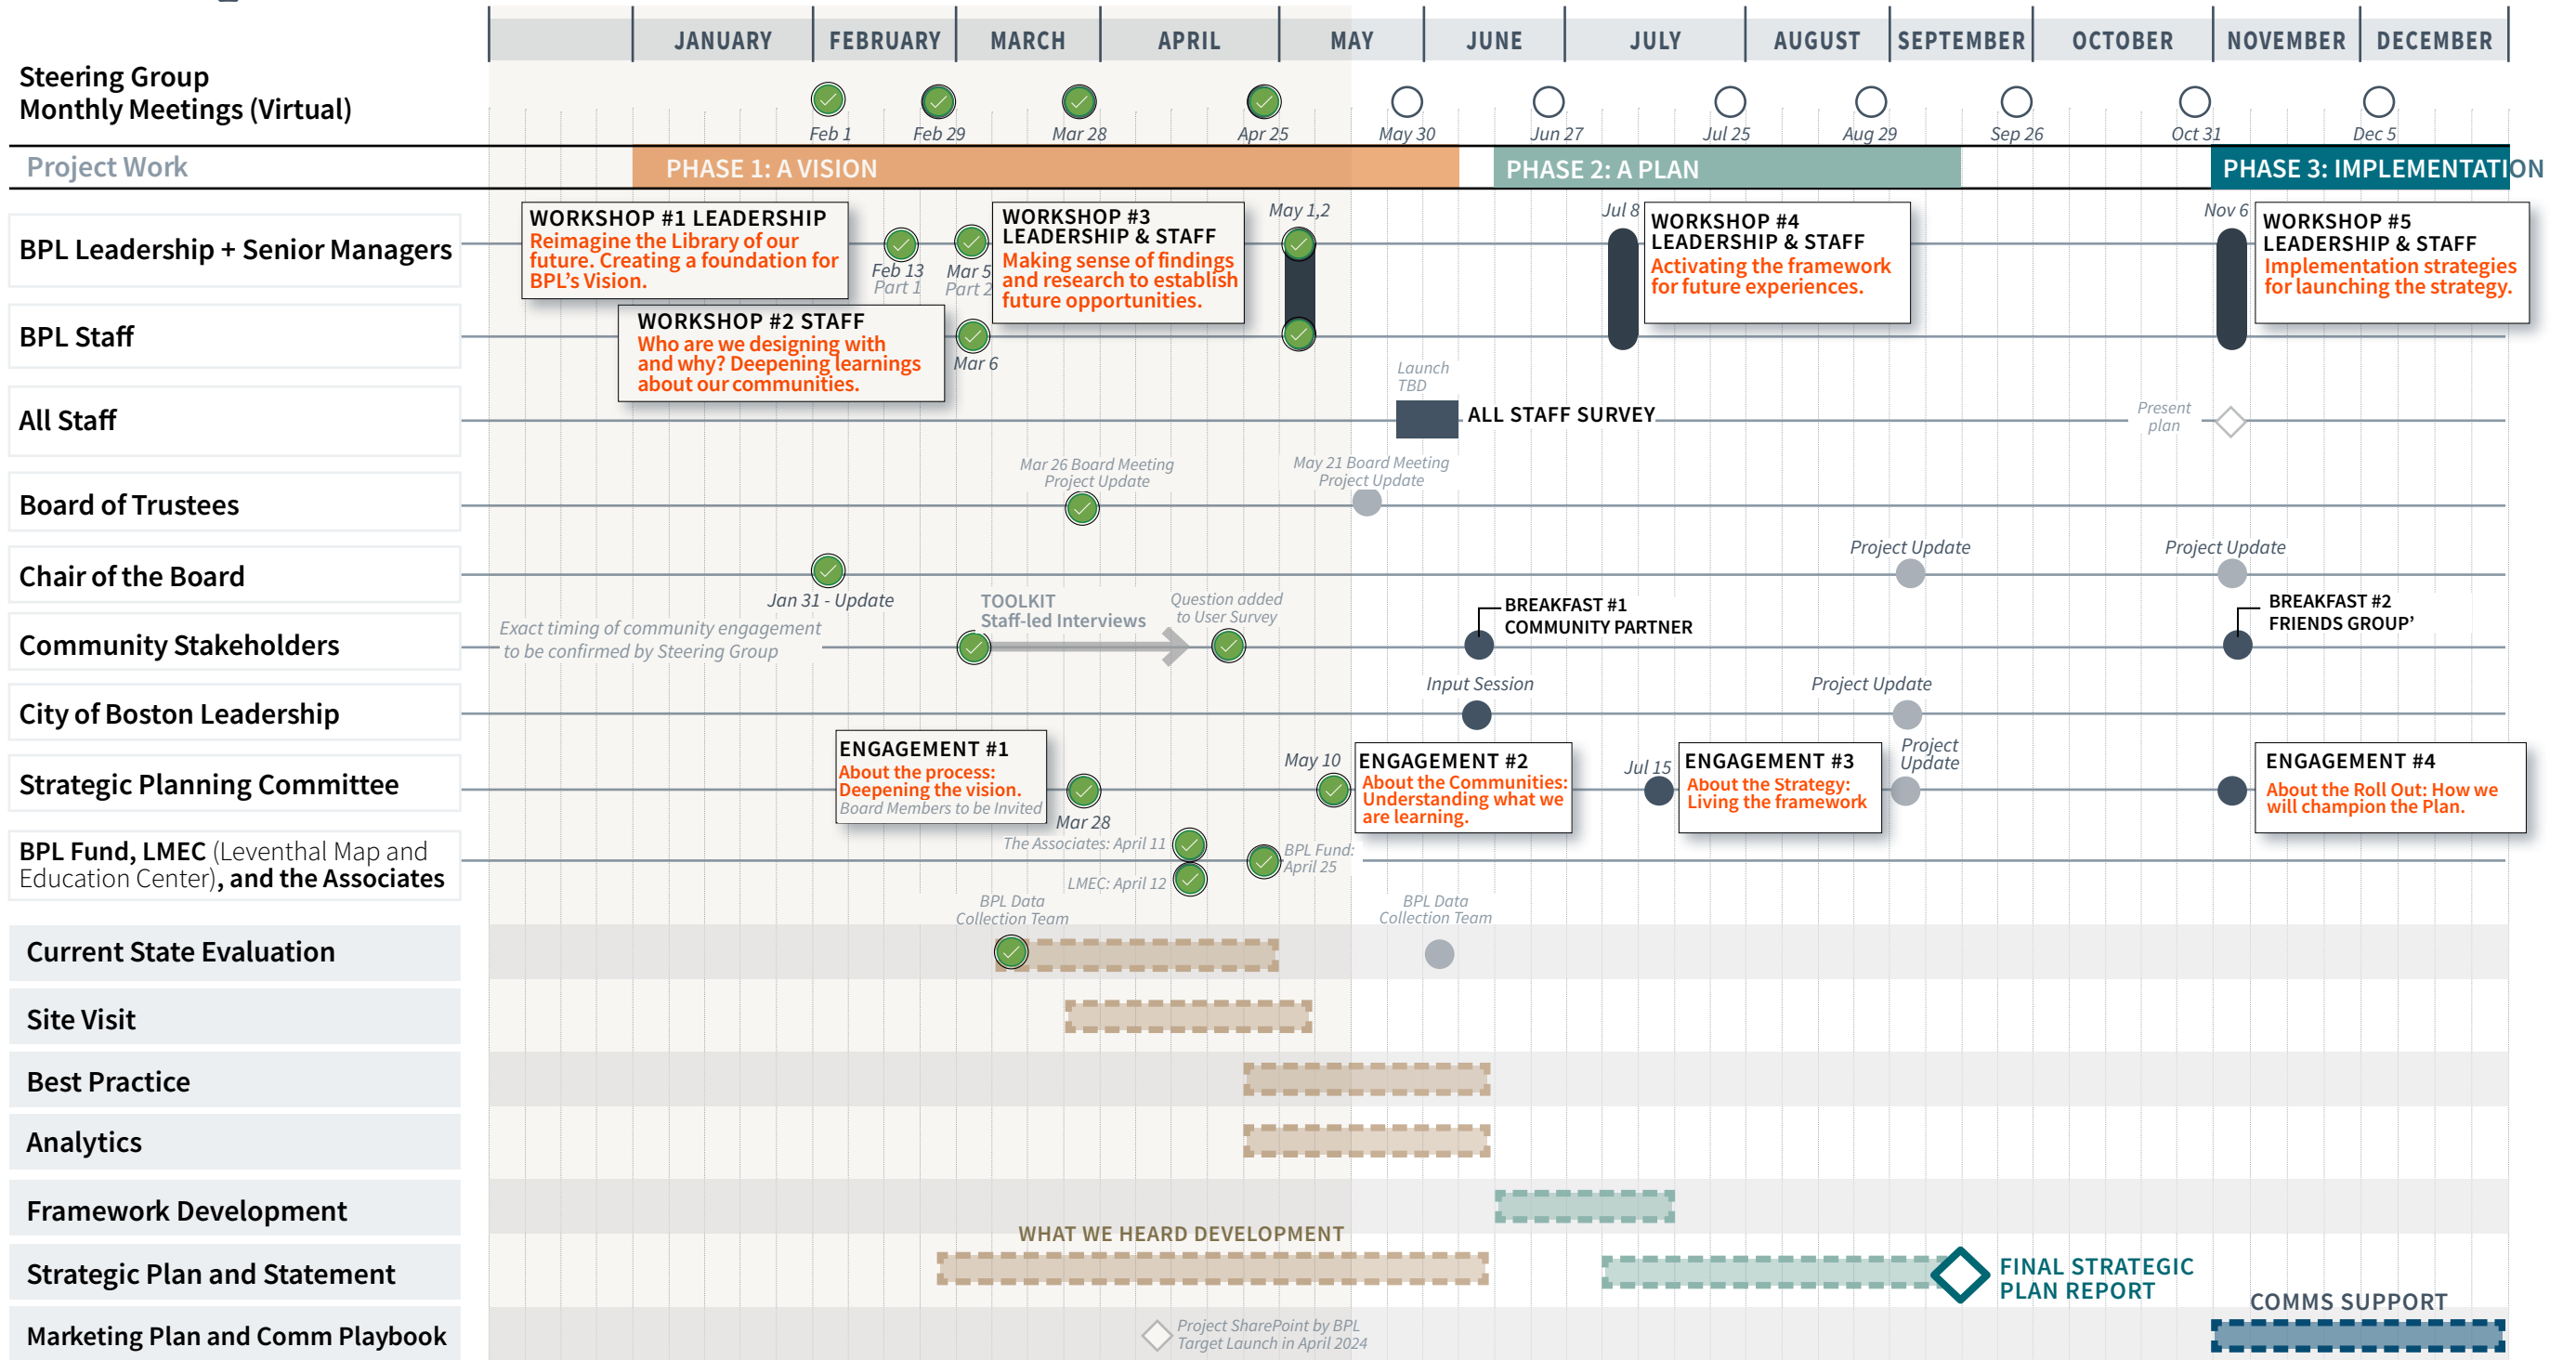 JANUARY FEBRUARY MARCH APRIL MAY JUNE JULY AUGUST SEPTEMBER OCTOBER NOVEMBER DECEMBER
Steering Group
Monthly Meetings (Virtual)
Feb 1 Feb 29 Mar 28 Apr 25 May 30 Jun 27 Jul 25 Aug 29 Sep 26 Oct 31 Dec 5
Project Work
PHASE 1: A VISION
PHASE 2: A PLAN
PHASE 3: IMPLEMENTATION
BPL Leadership + Senior Managers
WORKSHOP #1 LEADERSHIP
Reimagine the Library of our
future. Creating a foundation for
BPL's Vision.
Feb 13
Part 1
Mar 5
Part 2
WORKSHOP #3
LEADERSHIP & STAFF
Making sense of findings
and research to establish
future opportunities.
May 1,2
Jul 8
WORKSHOP #4
LEADERSHIP & STAFF
Activating the framework
for future experiences.
Nov 6
WORKSHOP #5
LEADERSHIP & STAFF
Implementation strategies
for launching the strategy.
BPL Staff
WORKSHOP #2 STAFF
Who are we designing with
and why? Deepening learnings
about our communities.
Mar 6
All Staff
Launch
TBD
ALL STAFF SURVEY
Present
plan
Board of Trustees
Mar 26 Board Meeting
Project Update
May 21 Board Meeting
Project Update
Chair of the Board
Jan 31 - Update
Project Update
Project Update
Community Stakeholders
Exact timing of community engagement
to be confirmed by Steering Group
TOOLKIT
Staff-led Interviews
Question added
to User Survey
BREAKFAST #1
COMMUNITY PARTNER
BREAKFAST #2
FRIENDS GROUP’
City of Boston Leadership
Input Session
Project Update
Strategic Planning Committee
ENGAGEMENT #1
About the process:
Deepening the vision.
Board Members to be Invited
Mar 28
May 10
ENGAGEMENT #2
About the Communities:
Understanding what we
are learning.
Jul 15
ENGAGEMENT #3
About the Strategy:
Living the framework
Project
Update
ENGAGEMENT #4
About the Roll Out: How we
will champion the Plan.
BPL Fund, LMEC (Leventhal Map and
Education Center), and the Associates
The Associates: April 11
LMEC: April 12
BPL Fund:
April 25
Current State Evaluation
BPL Data
Collection Team
BPL Data
Collection Team
Site Visit
Best Practice
Analytics
Framework Development
Strategic Plan and Statement
WHAT WE HEARD DEVELOPMENT
FINAL STRATEGIC
PLAN REPORT
Marketing Plan and Comm Playbook
Project SharePoint by BPL
Target Launch in April 2024
COMMS SUPPORT